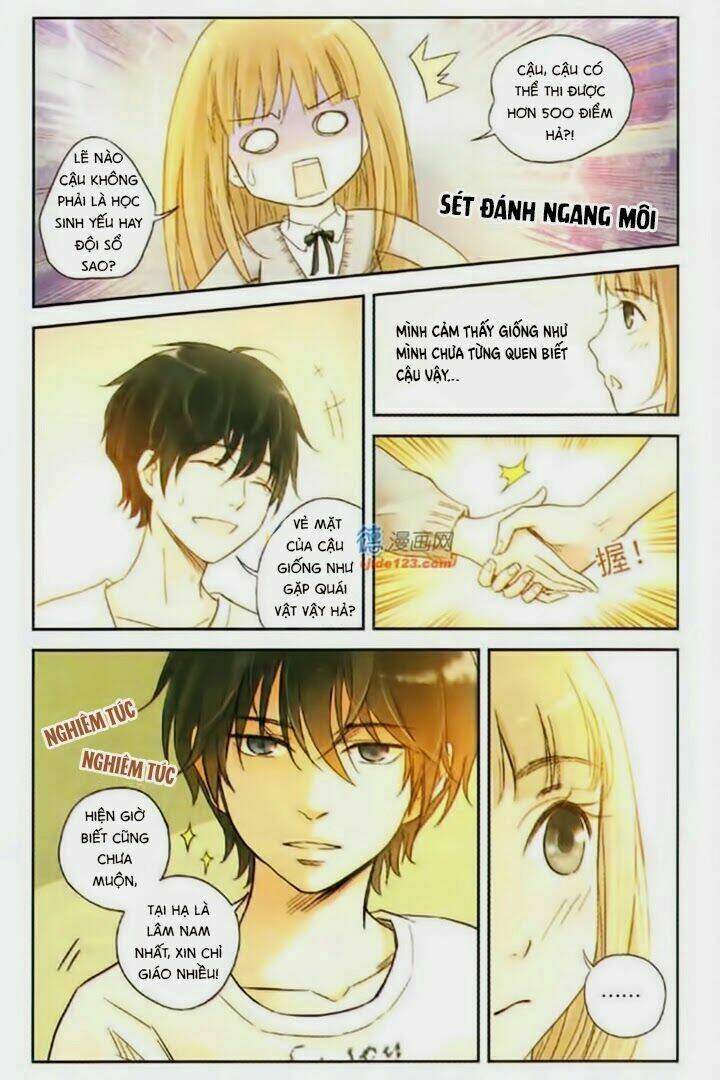 CẬU, CẬU CÓ
THỂ THI ĐƯỢC
HƠN 500 ĐIỂM
HẢ?!
LẼ NÀO
CẬU KHÔNG
PHẢI LÀ HỌC
SINH YẾU HAY
ĐỘI SỔ
SAO?
SÉT ĐÁNH NGANG MÔI
MÌNH CẢM THẤY GIỐNG NHƯ
MÌNH CHƯA TỪNG QUEN BIẾT
CẬU VẬY...
VẺ MẶT
CỦA CẬU
GIỐNG NHƯ
GẶP QUÁI
VẬT VẬY HẢ?
德漫画网
ejide123.com
握!
NGHIÊM TÚC
NGHIÊM TÚC
HIỆN GIỜ
BIẾT CŨNG
CHƯA
MUỘN,
TẠI HẠ LÀ
LÂM NAM
NHẤT, XIN CHỈ
GIÁO NHIỀU!
......